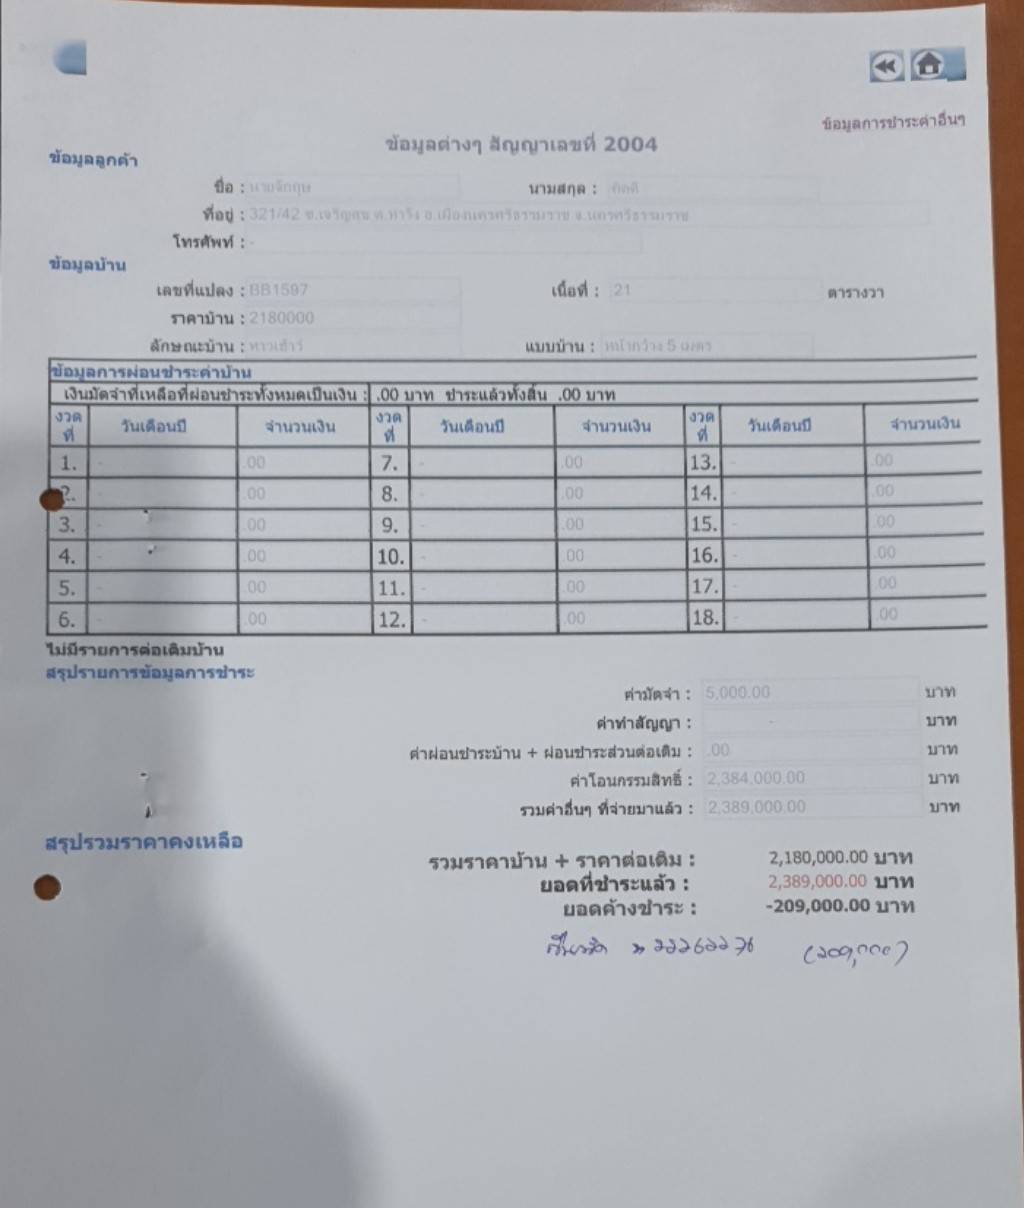 ข้อมูลการชำระค่าอื่นๆ
ข้อมูลต่างๆ สัญญาเลขที่ 2004
ข้อมูลลูกค้า
ชื่อ : นายจักกฤษ นามสกุล :
ที่อยู่ : 321/42 ซ.เจริญสุข ต.ท่าวัง อ.เมืองนครศรีธรรมราช จ.นครศรีธรรมราช
โทรศัพท์ : -
ข้อมูลบ้าน
เลขที่แปลง : BB1597 เนื้อที่ : 21 ตารางวา
ราคาบ้าน : 2180000
ลักษณะบ้าน : ทาวเฮ้าว์ แบบบ้าน : หน้ากว้าง 5 เมตร
ข้อมูลการผ่อนชำระค่าบ้าน
เงินมัดจำที่เหลือที่ผ่อนชำระทั้งหมดเป็นเงิน : .00 บาท ชำระแล้วทั้งสิ้น .00 บาท
งวดที่ วันเดือนปี จำนวนเงิน งวดที่ วันเดือนปี จำนวนเงิน งวดที่ วันเดือนปี จำนวนเงิน
1. - .00 7. - .00 13. - .00
2. - .00 8. - .00 14. - .00
3. - .00 9. - .00 15. - .00
4. - .00 10. - .00 16. - .00
5. - .00 11. - .00 17. - .00
6. - .00 12. - .00 18. - .00
ไม่มีรายการต่อเติมบ้าน
สรุปรายการข้อมูลการชำระ
ค่ามัดจำ : 5,000.00 บาท
ค่าทำสัญญา : - บาท
ค่าผ่อนชำระบ้าน + ผ่อนชำระส่วนต่อเติม : .00 บาท
ค่าโอนกรรมสิทธิ์ : 2,384,000.00 บาท
รวมค่าอื่นๆ ที่จ่ายมาแล้ว : 2,389,000.00 บาท
สรุปรวมราคาคงเหลือ
รวมราคาบ้าน + ราคาต่อเติม : 2,180,000.00 บาท
ยอดที่ชำระแล้ว : 2,389,000.00 บาท
ยอดค้างชำระ : -209,000.00 บาท
(209,000)